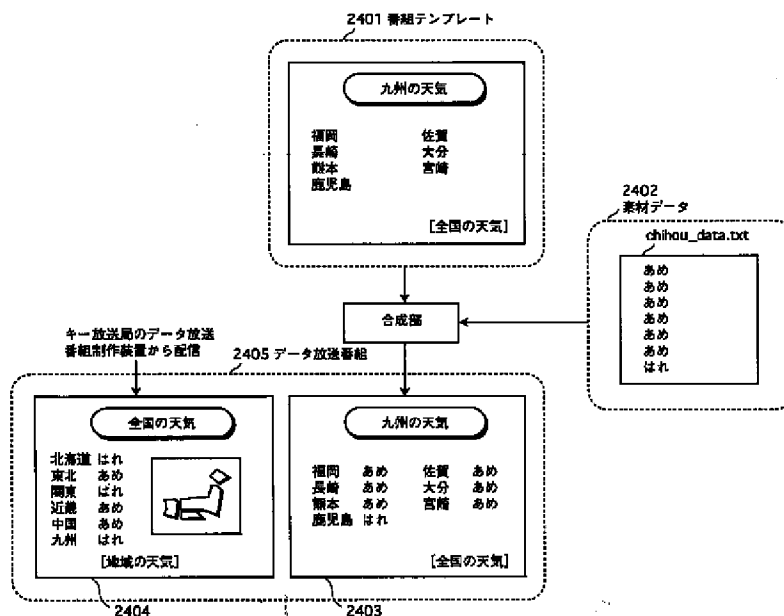 2401 番組テンプレート
九州の天気
福岡 佐賀
長崎 大分
熊本 宮崎
鹿児島
[全国の天気]
2402
素材データ
chihou_data.txt
あめ
あめ
あめ
あめ
あめ
あめ
はれ
合成部
キー放送局のデータ放送
番組制作装置から配信
2405 データ放送番組
全国の天気
北海道 はれ
東北 あめ
関東 はれ
近畿 あめ
中国 あめ
九州 はれ
[地域の天気]
2404
九州の天気
福岡 あめ 佐賀 あめ
長崎 あめ 大分 あめ
熊本 あめ 宮崎 あめ
鹿児島 はれ
[全国の天気]
2403